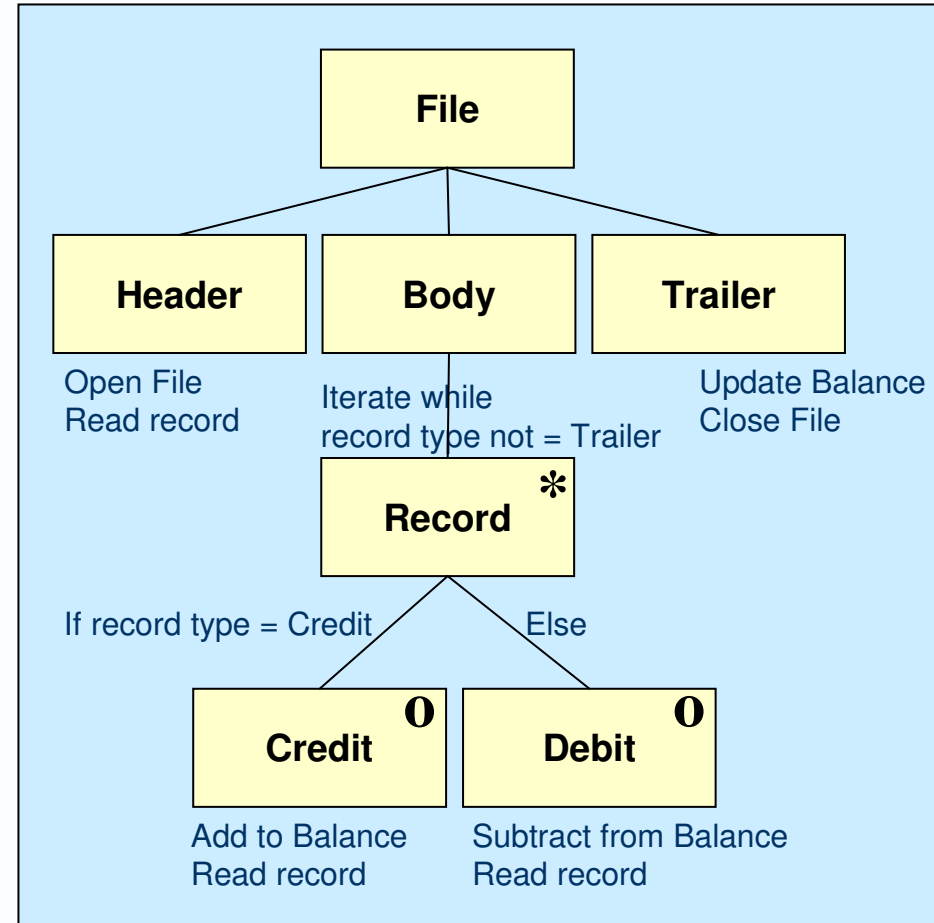 File
Header
Body
Trailer
Open File
Read record
Iterate while
record type not = Trailer
Update Balance
Close File
Record *
If record type = Credit
Else
Credit o
Debit o
Add to Balance
Read record
Subtract from Balance
Read record